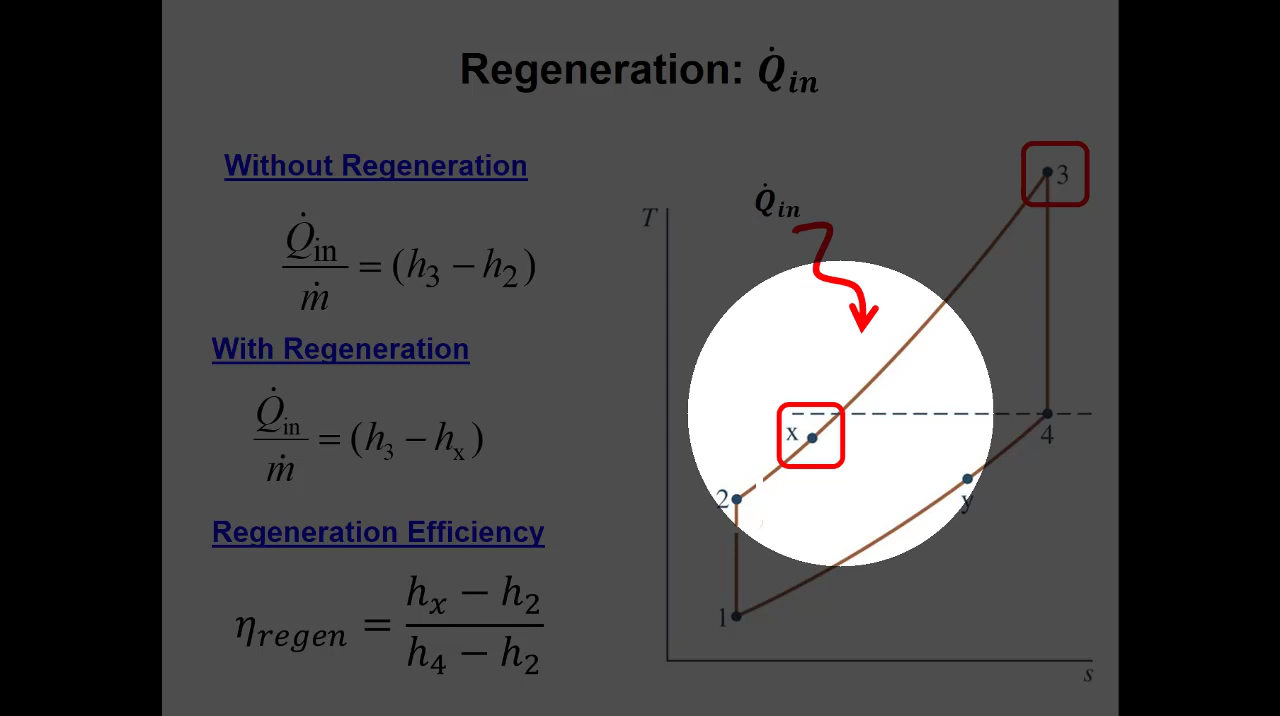 Regeneration: Q̇in
Without Regeneration
Q̇in / ṁ = (h3 − h2)
With Regeneration
Q̇in / ṁ = (h3 − hx)
Regeneration Efficiency
ηregen = (hx − h2) / (h4 − h2)
3
Q̇in
T
x
4
2
y
1
s